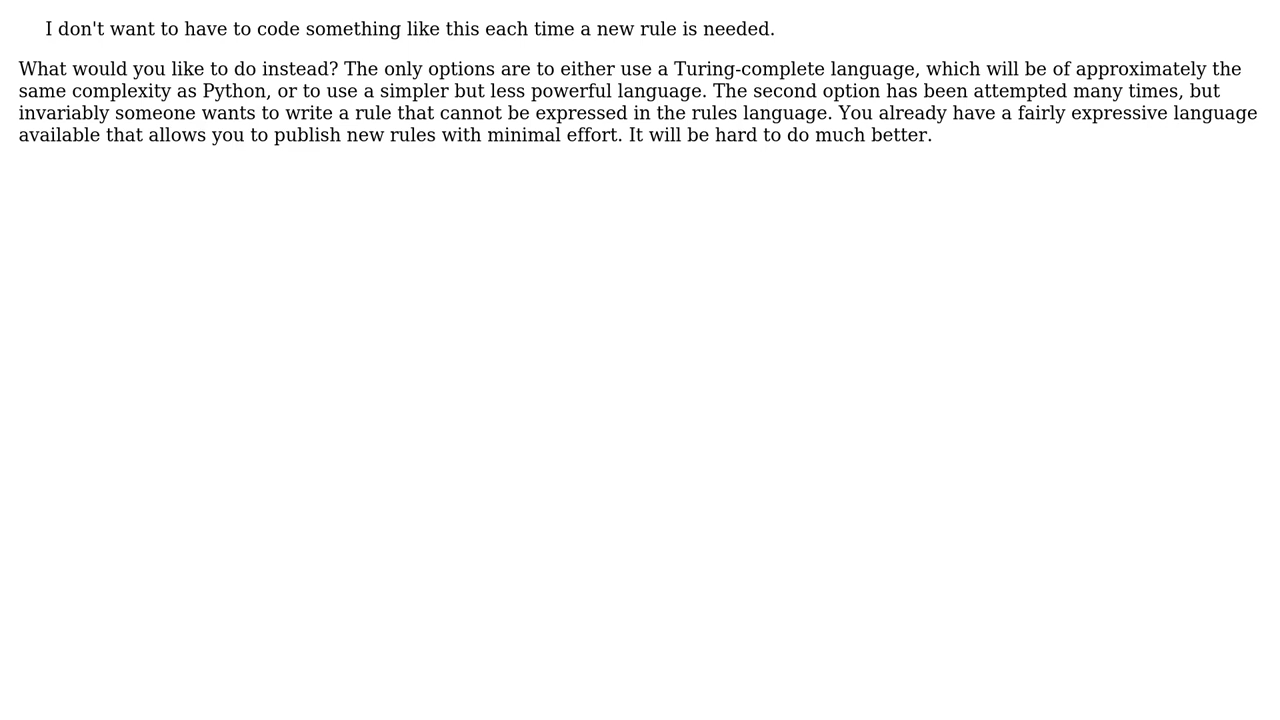 I don't want to have to code something like this each time a new rule is needed.
What would you like to do instead? The only options are to either use a Turing-complete language, which will be of approximately the
same complexity as Python, or to use a simpler but less powerful language. The second option has been attempted many times, but
invariably someone wants to write a rule that cannot be expressed in the rules language. You already have a fairly expressive language
available that allows you to publish new rules with minimal effort. It will be hard to do much better.